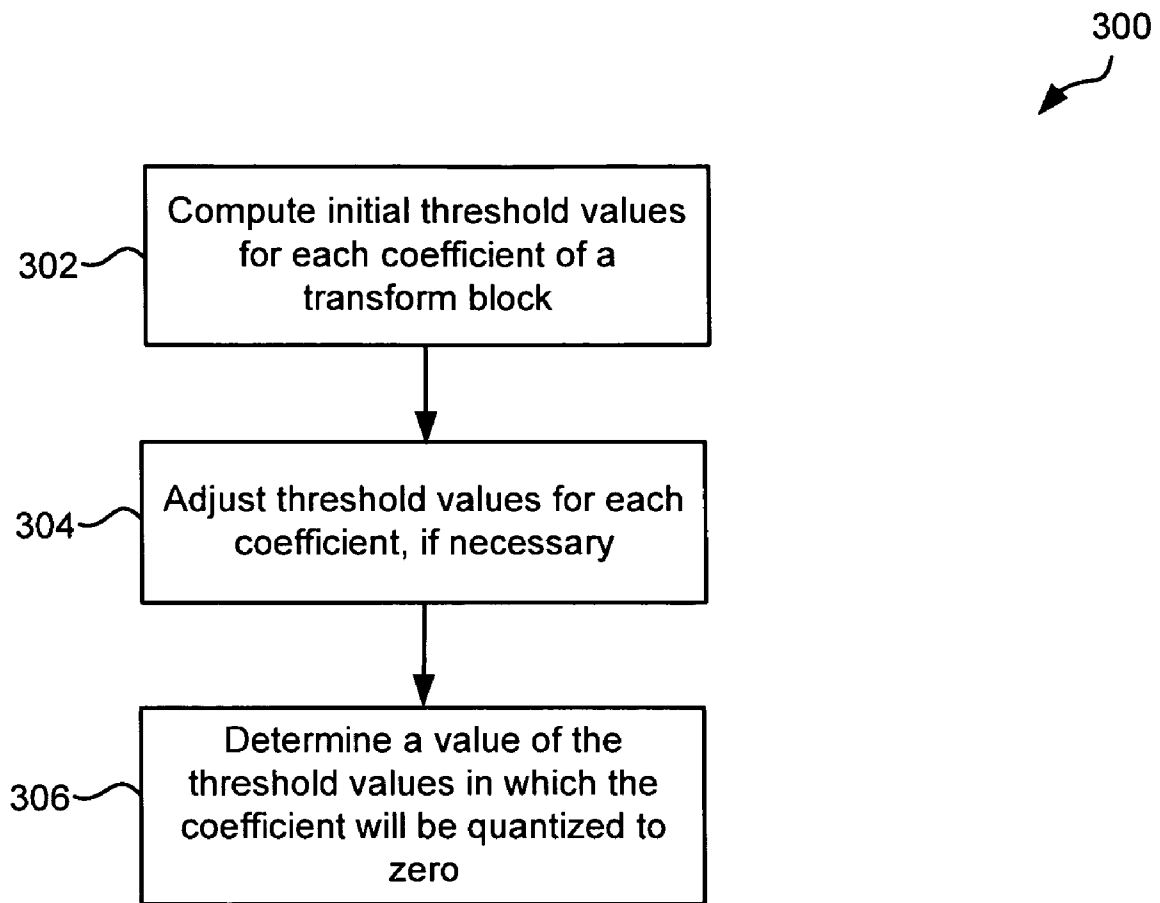 300
302
Compute initial threshold values
for each coefficient of a
transform block
304
Adjust threshold values for each
coefficient, if necessary
306
Determine a value of the
threshold values in which the
coefficient will be quantized to
zero